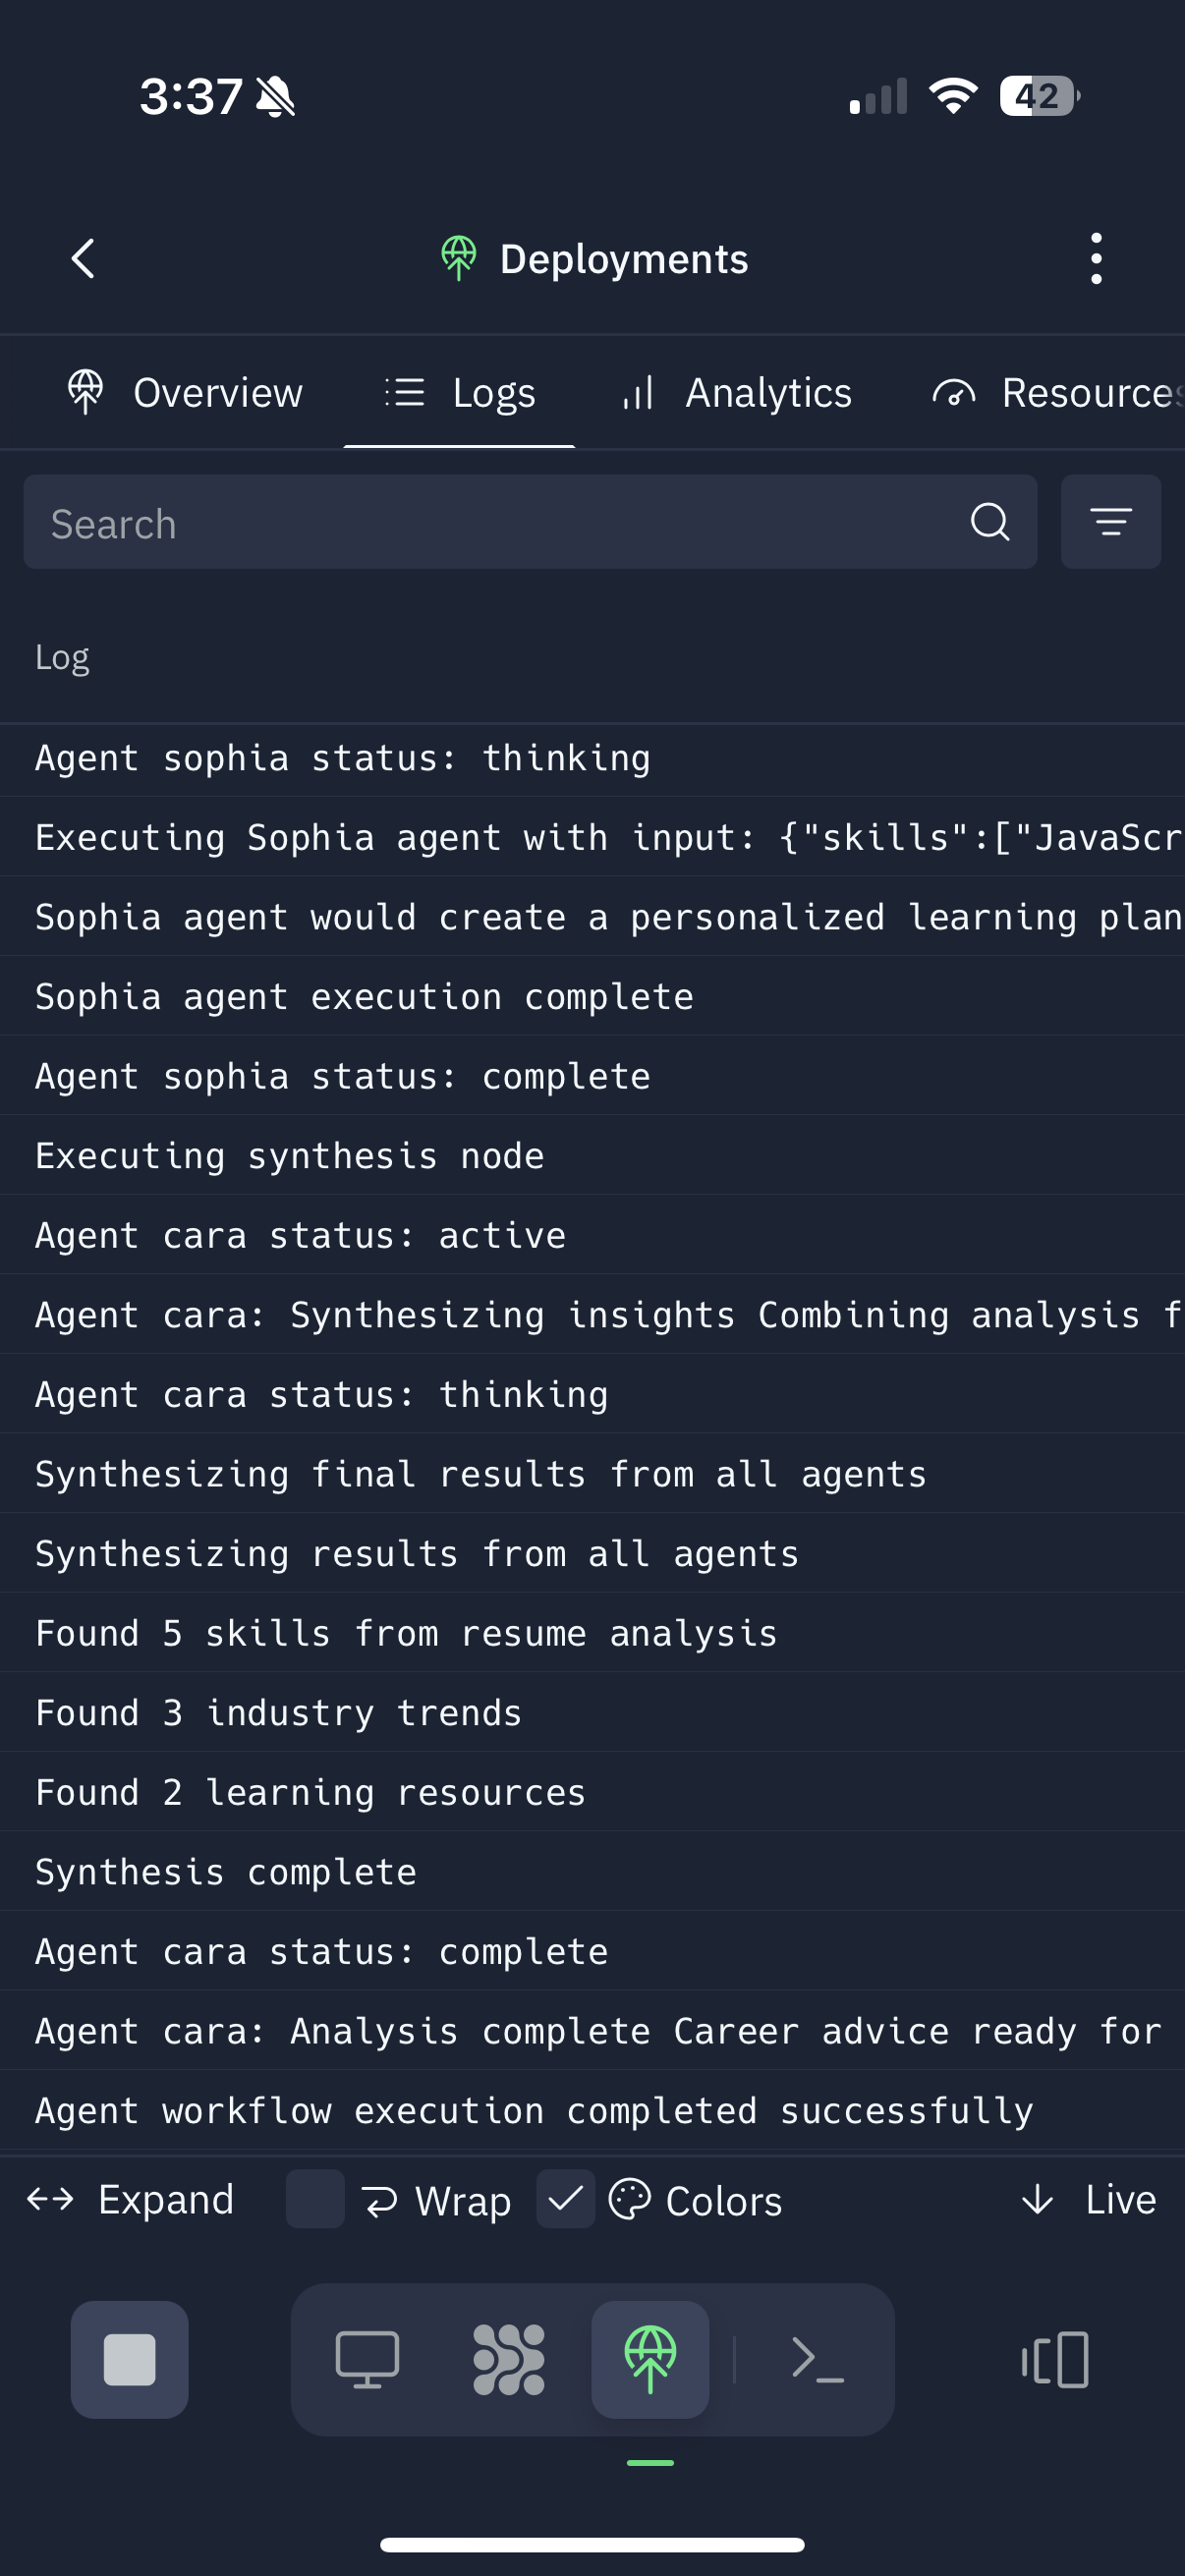 3:37
42
Deployments
Overview Logs Analytics Resources
Search
Log
Agent sophia status: thinking
Executing Sophia agent with input: {"skills":["JavaScr
Sophia agent would create a personalized learning plan
Sophia agent execution complete
Agent sophia status: complete
Executing synthesis node
Agent cara status: active
Agent cara: Synthesizing insights Combining analysis f
Agent cara status: thinking
Synthesizing final results from all agents
Synthesizing results from all agents
Found 5 skills from resume analysis
Found 3 industry trends
Found 2 learning resources
Synthesis complete
Agent cara status: complete
Agent cara: Analysis complete Career advice ready for
Agent workflow execution completed successfully
Expand Wrap Colors Live